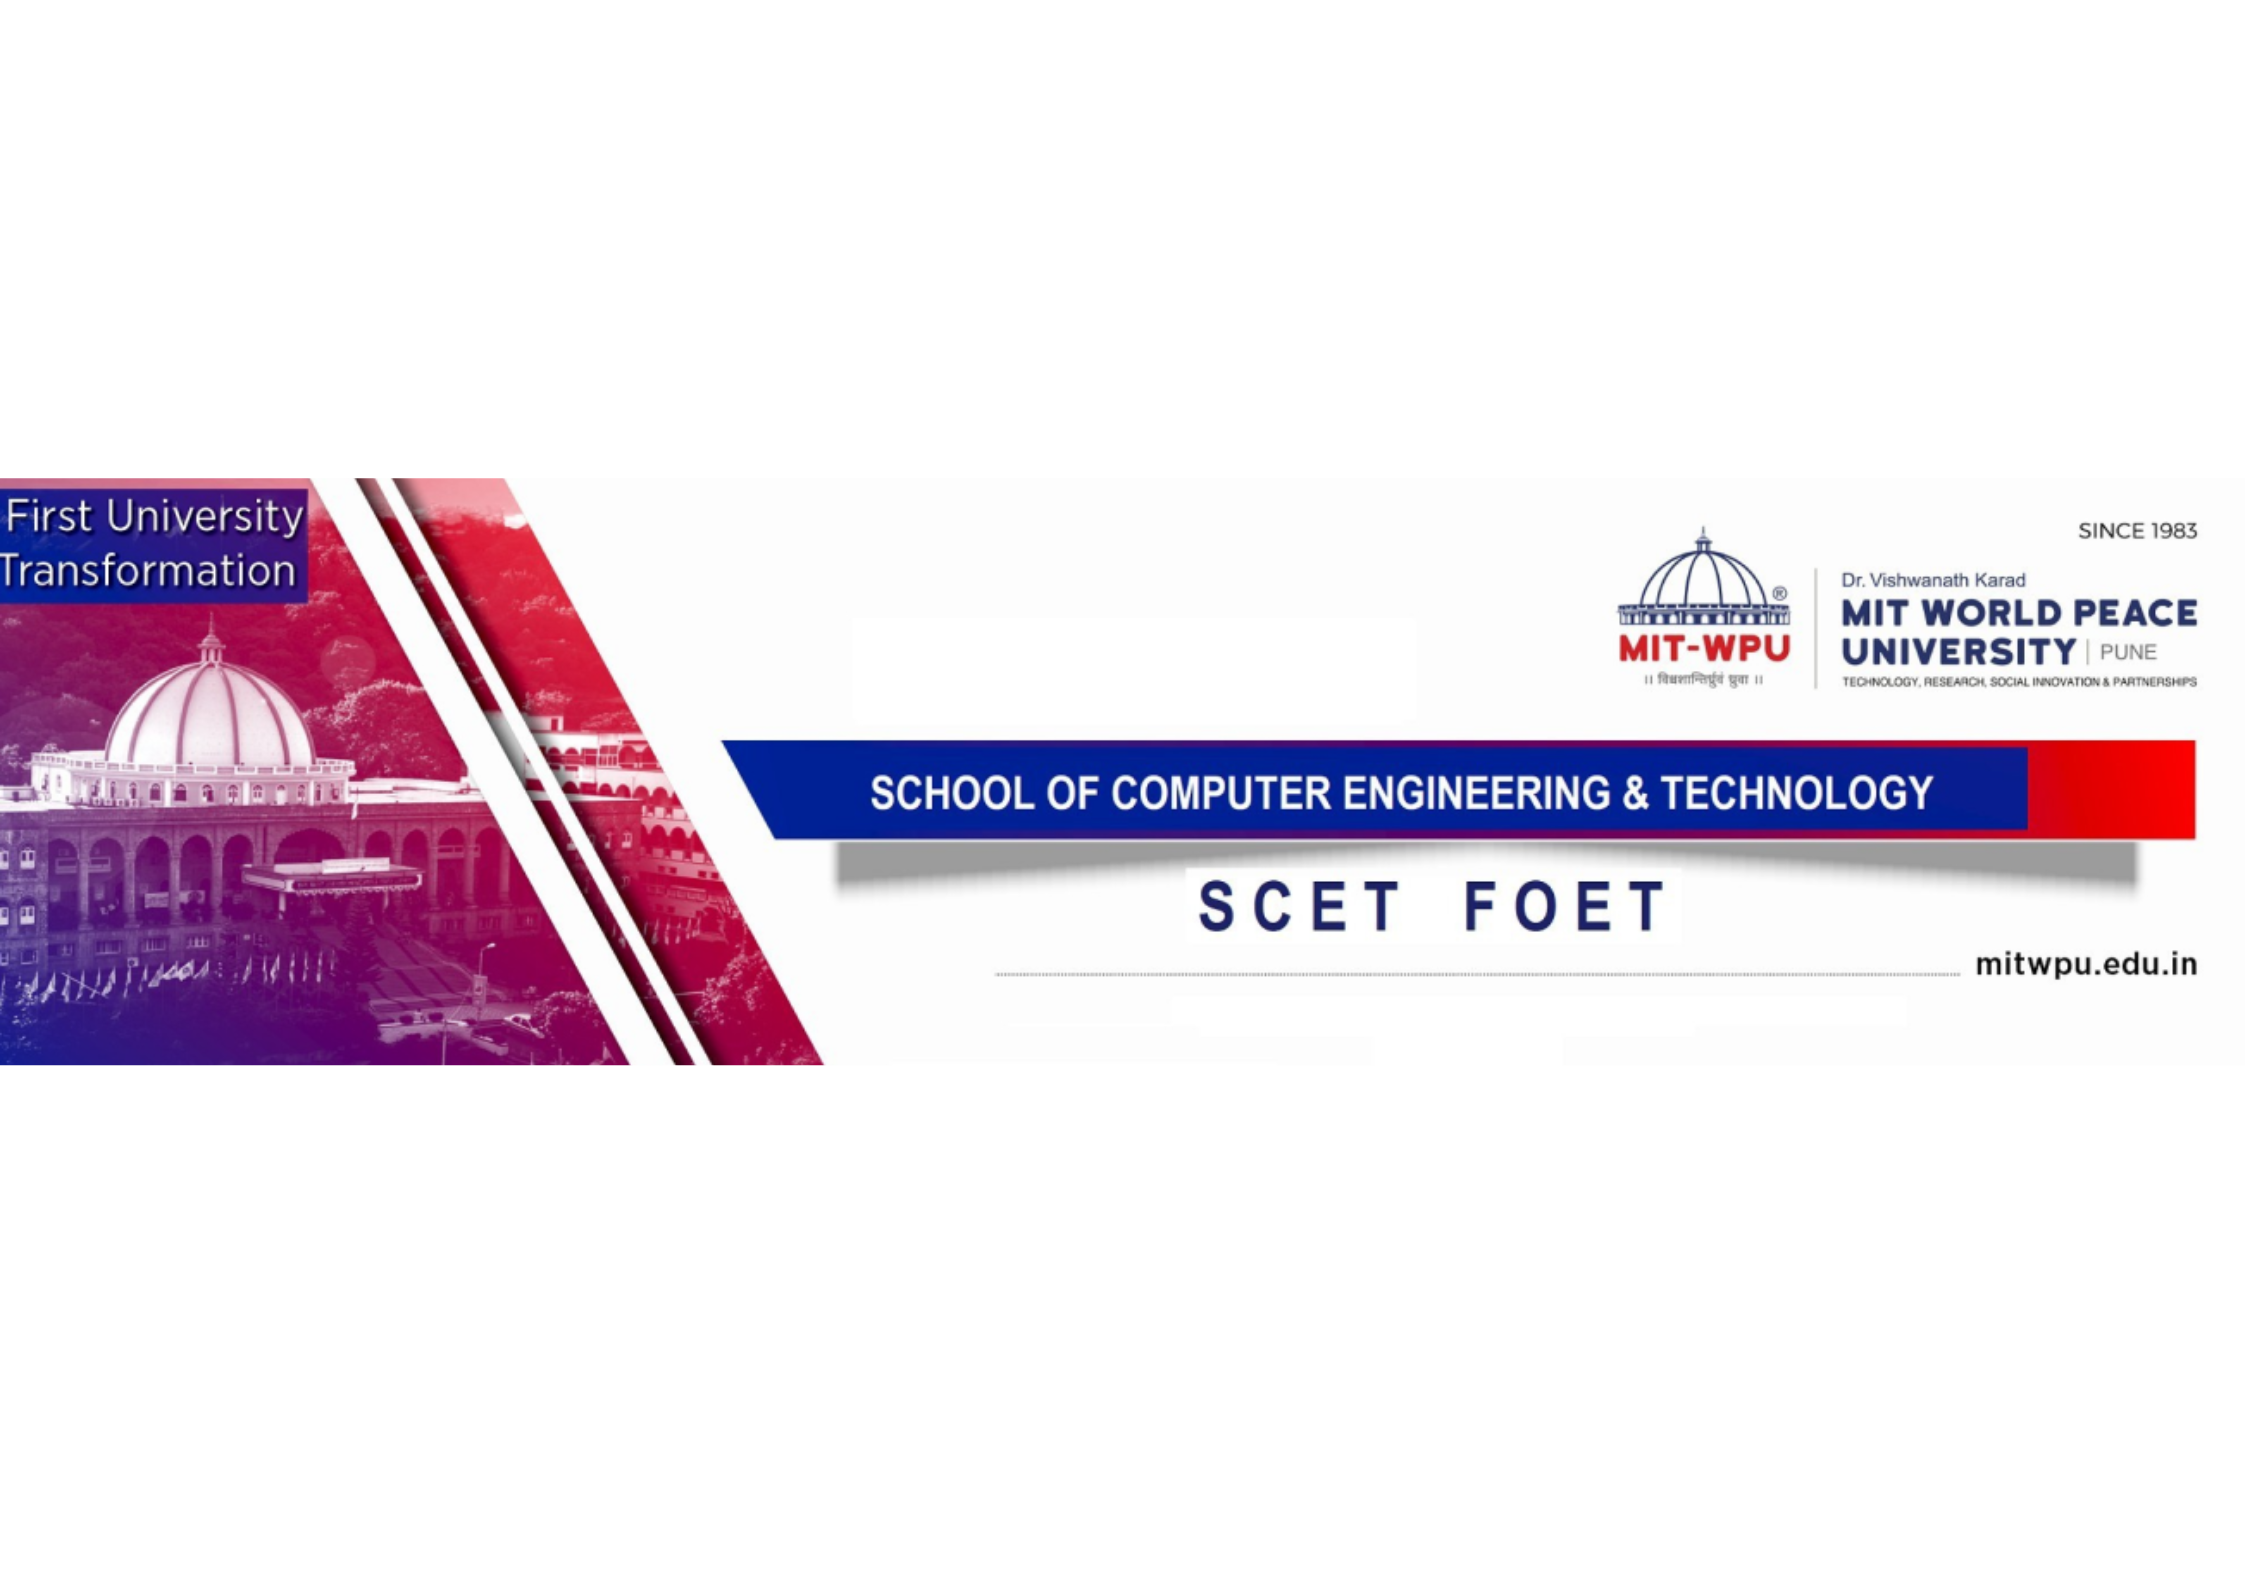 First University
Transformation
SINCE 1983
Dr. Vishwanath Karad
MIT WORLD PEACE
UNIVERSITY | PUNE
TECHNOLOGY, RESEARCH, SOCIAL INNOVATION & PARTNERSHIPS
®
MIT-WPU
॥ विश्वशान्तिर्ध्रुवं ध्रुवा ॥
SCHOOL OF COMPUTER ENGINEERING & TECHNOLOGY
SCET FOET
mitwpu.edu.in